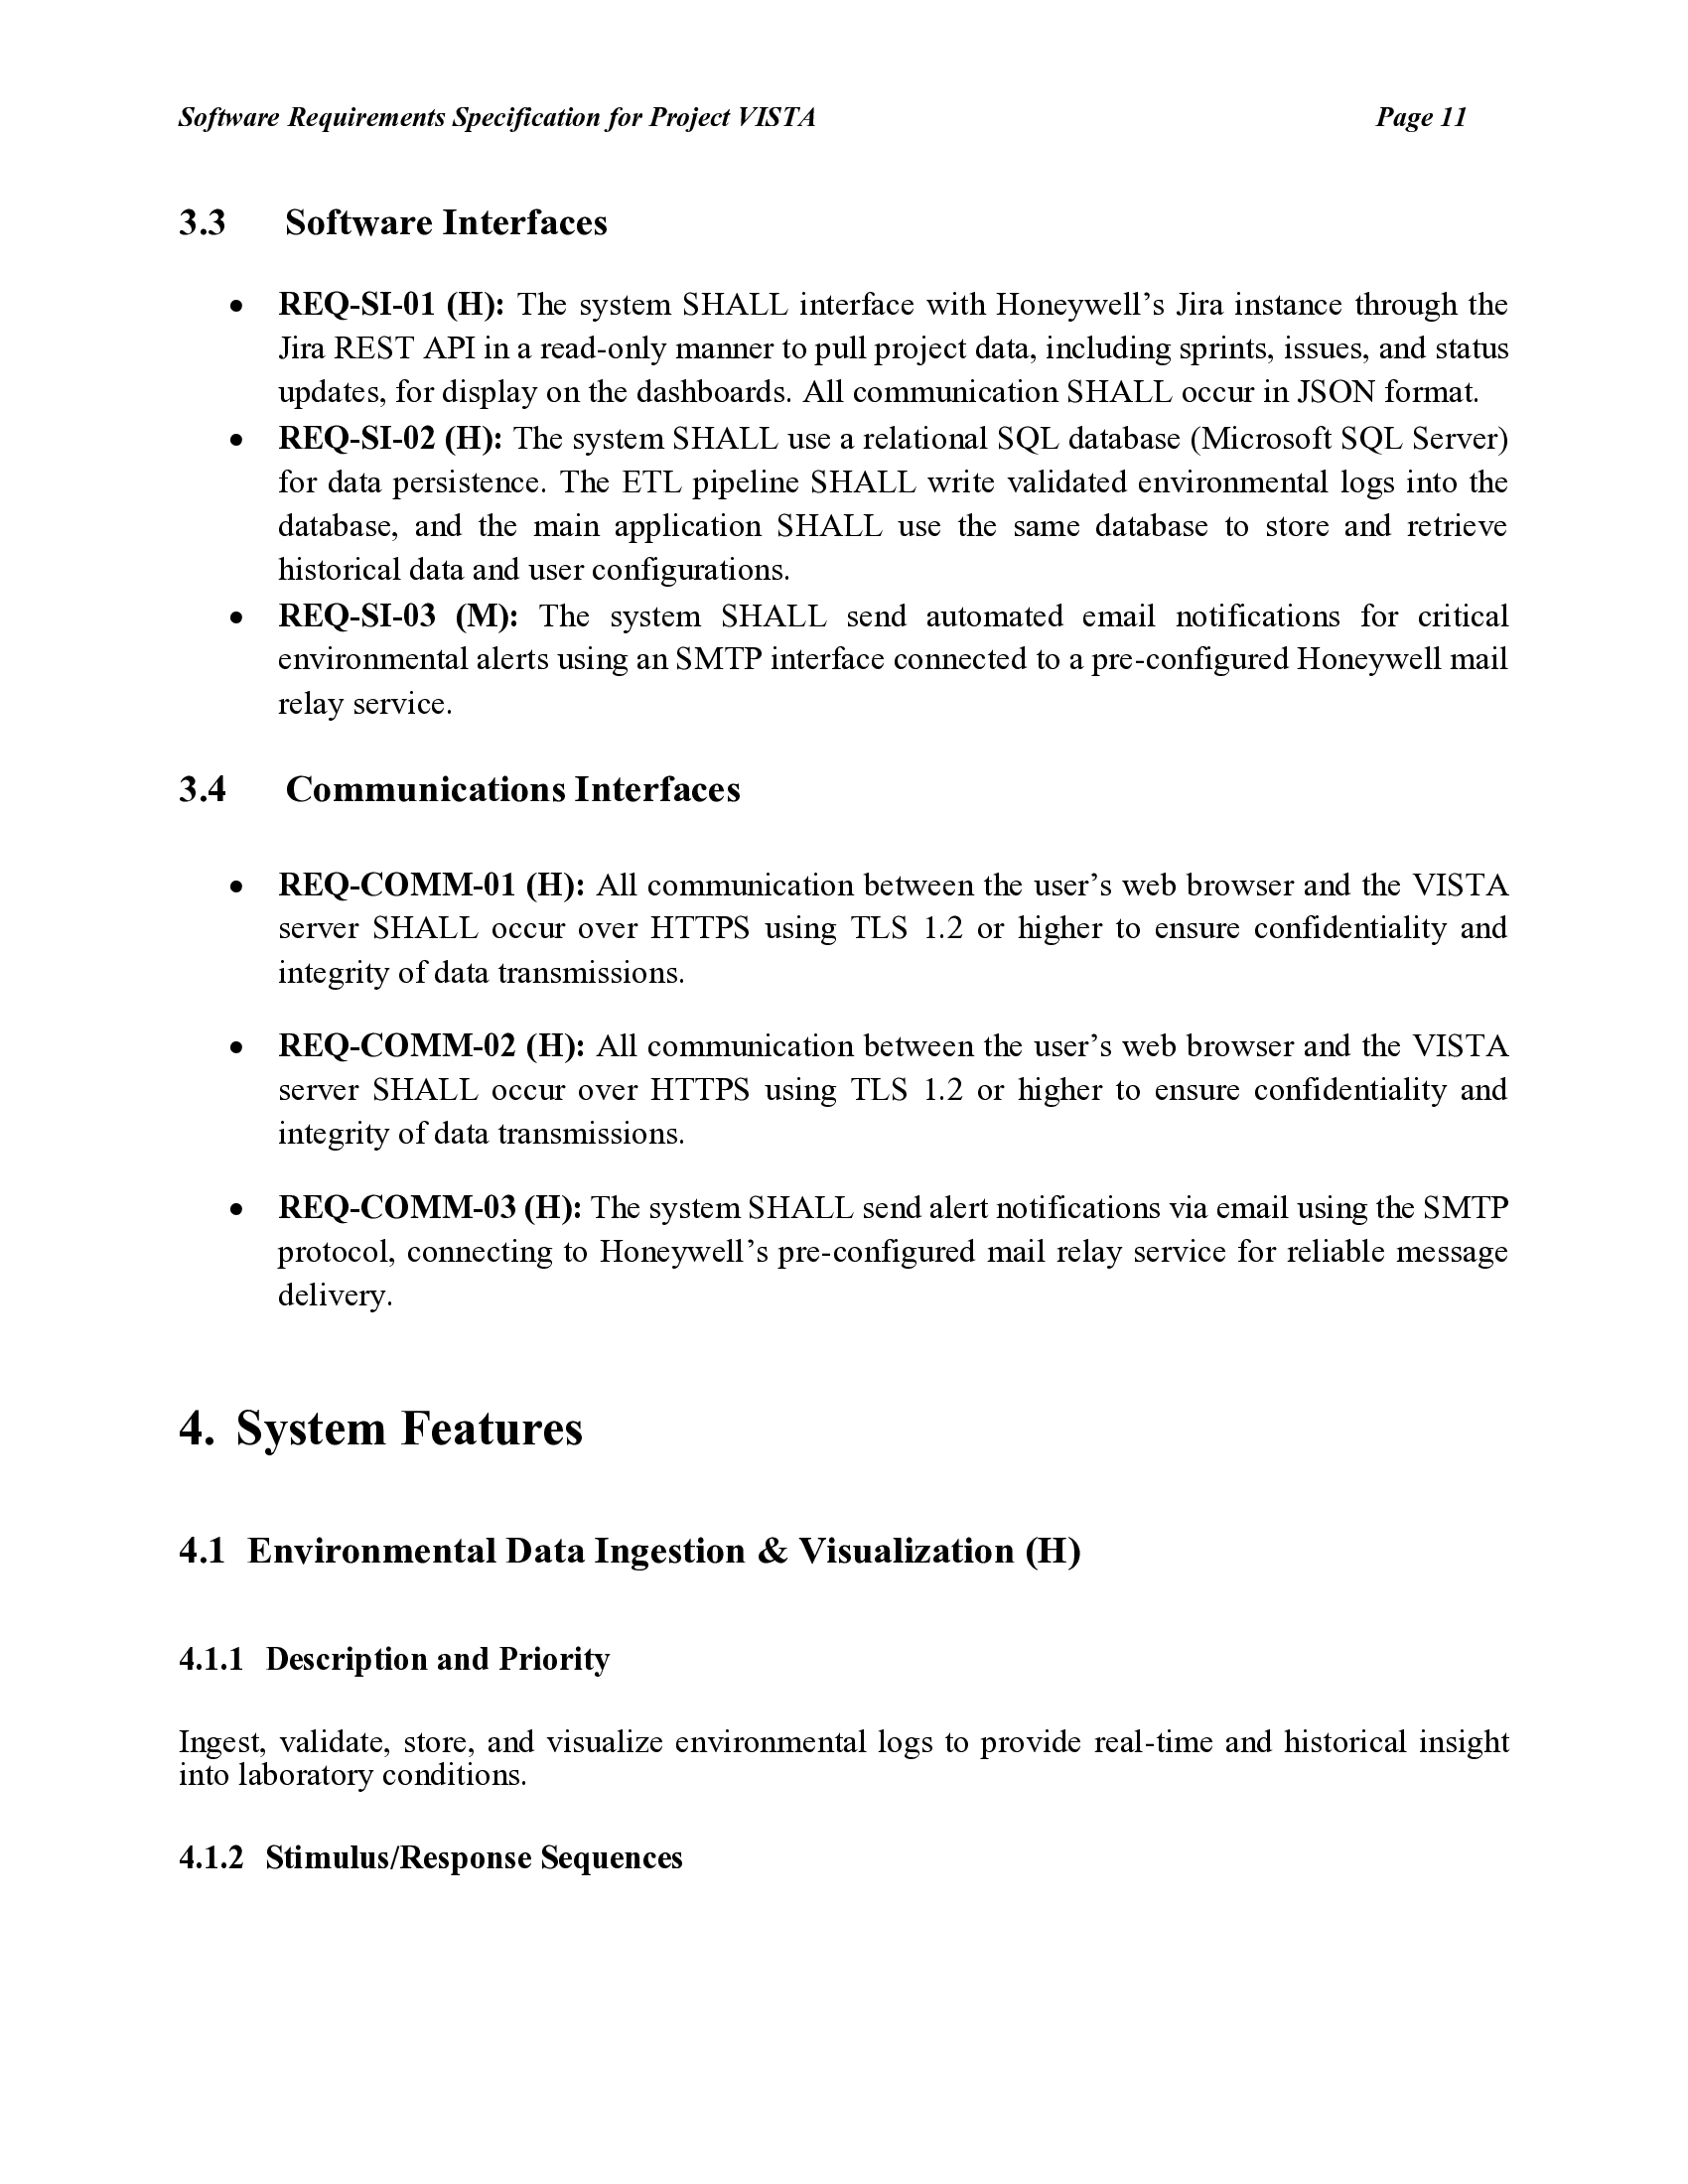 Software Requirements Specification for Project VISTA Page 11
3.3 Software Interfaces
• REQ-SI-01 (H): The system SHALL interface with Honeywell’s Jira instance through the
Jira REST API in a read-only manner to pull project data, including sprints, issues, and status
updates, for display on the dashboards. All communication SHALL occur in JSON format.
• REQ-SI-02 (H): The system SHALL use a relational SQL database (Microsoft SQL Server)
for data persistence. The ETL pipeline SHALL write validated environmental logs into the
database, and the main application SHALL use the same database to store and retrieve
historical data and user configurations.
• REQ-SI-03 (M): The system SHALL send automated email notifications for critical
environmental alerts using an SMTP interface connected to a pre-configured Honeywell mail
relay service.
3.4 Communications Interfaces
• REQ-COMM-01 (H): All communication between the user’s web browser and the VISTA
server SHALL occur over HTTPS using TLS 1.2 or higher to ensure confidentiality and
integrity of data transmissions.
• REQ-COMM-02 (H): All communication between the user’s web browser and the VISTA
server SHALL occur over HTTPS using TLS 1.2 or higher to ensure confidentiality and
integrity of data transmissions.
• REQ-COMM-03 (H): The system SHALL send alert notifications via email using the SMTP
protocol, connecting to Honeywell’s pre-configured mail relay service for reliable message
delivery.
4. System Features
4.1 Environmental Data Ingestion & Visualization (H)
4.1.1 Description and Priority
Ingest, validate, store, and visualize environmental logs to provide real-time and historical insight
into laboratory conditions.
4.1.2 Stimulus/Response Sequences